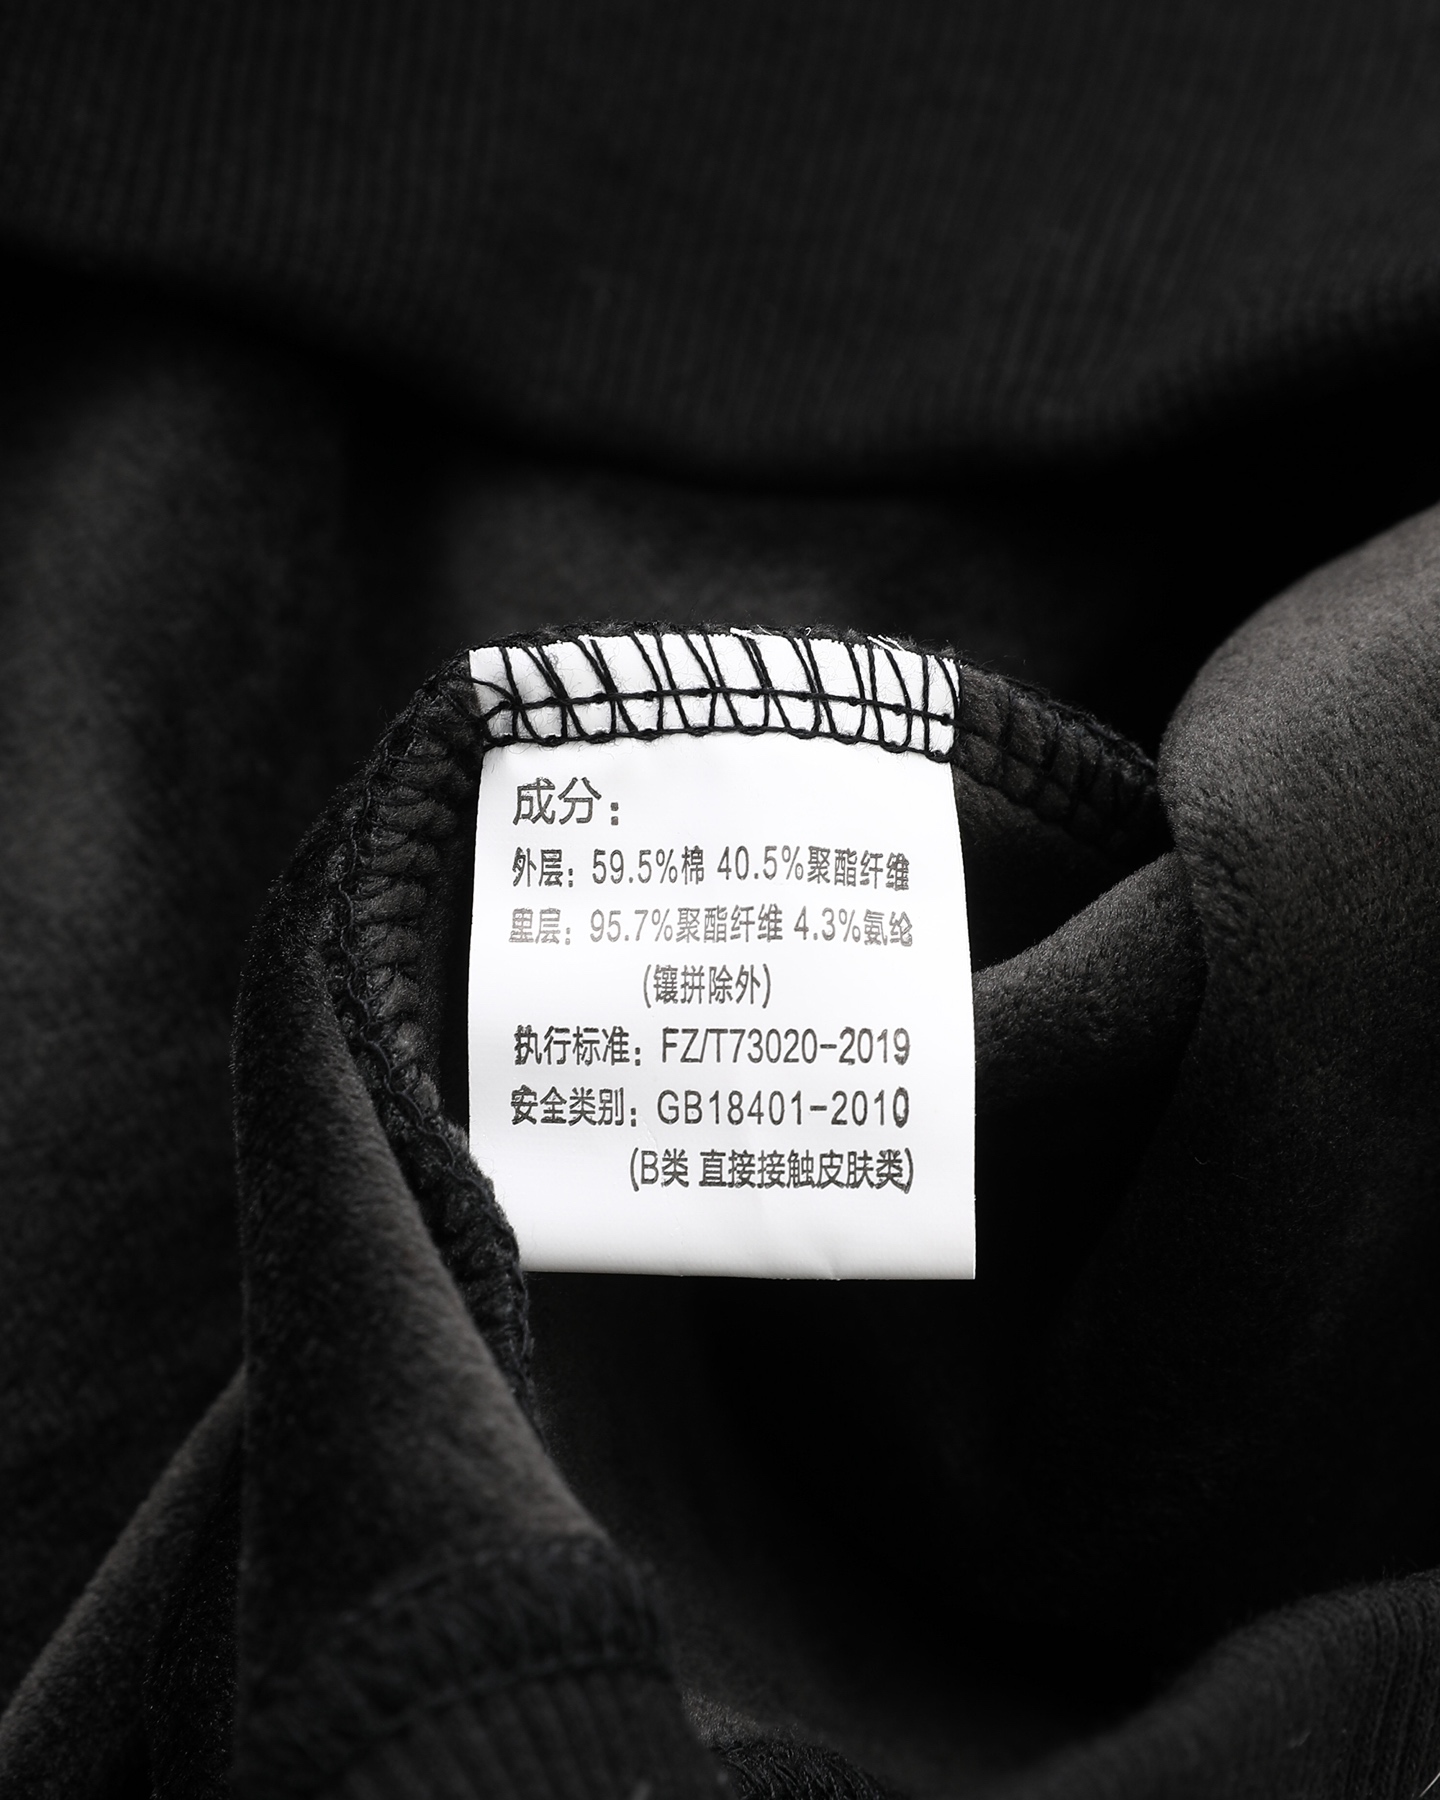 成分：
外层：59.5%棉 40.5%聚酯纤维
里层：95.7%聚酯纤维 4.3%氨纶
(镶拼除外)
执行标准：FZ/T73020-2019
安全类别：GB18401-2010
(B类 直接接触皮肤类)